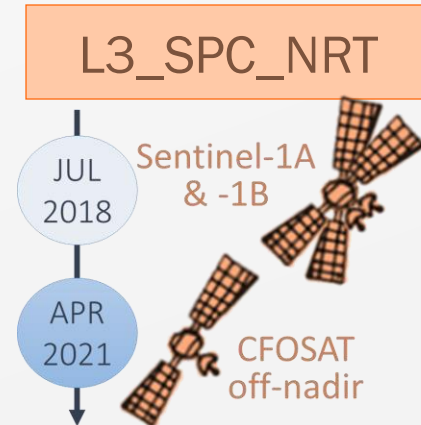 L3_SPC_NRT
JUL
2018
Sentinel-1A
& -1B
APR
2021
CFOSAT
off-nadir